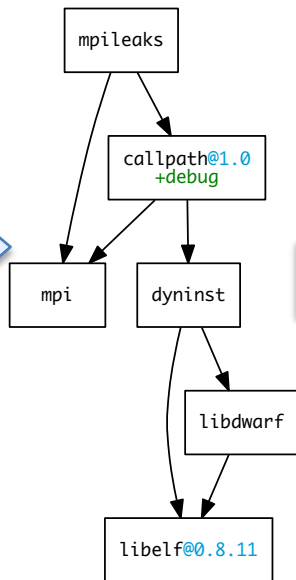 mpileaks
callpath@1.0
+debug
mpi
dyninst
libdwarf
libelf@0.8.11